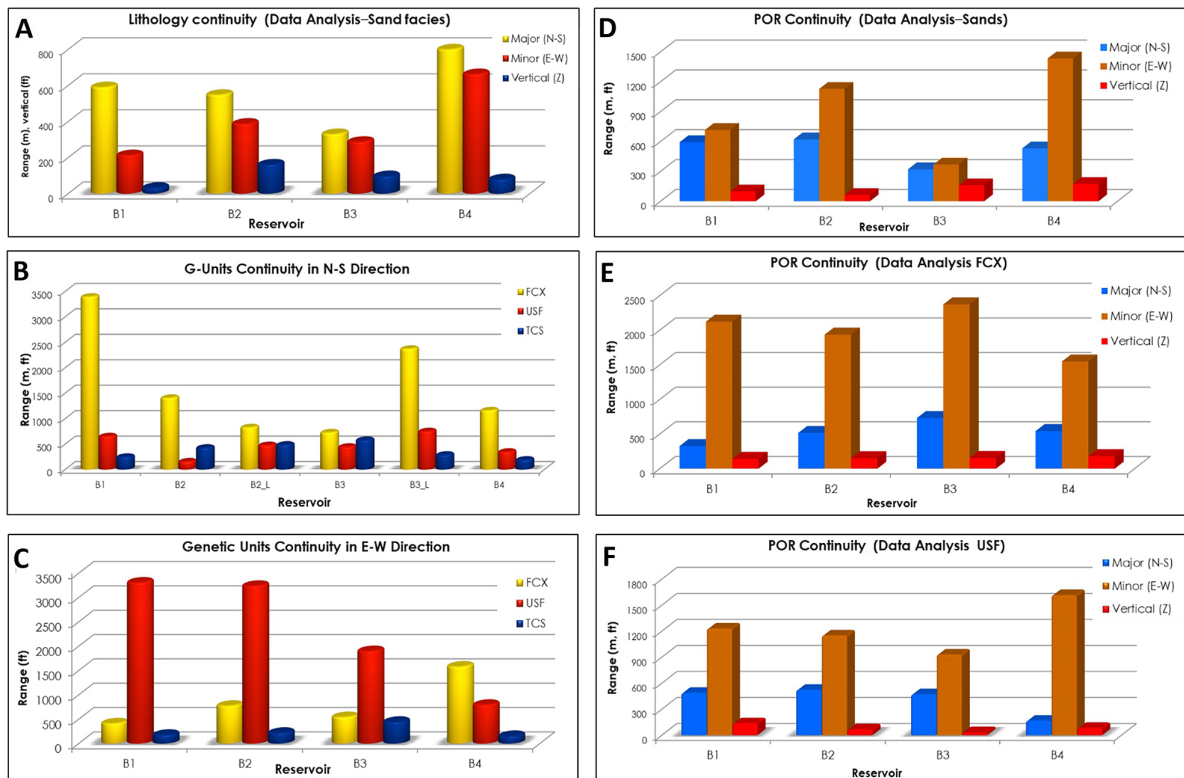 A
Lithology continuity (Data Analysis–Sand facies)
Major (N-S)
Minor (E-W)
Vertical (Z)
Range (m), vertical (ft)
800
600
400
200
0
B1 B2 B3 B4
Reservoir
B
G-Units Continuity in N-S Direction
FCX
USF
TCS
Range (m, ft)
3500
3000
2500
2000
1500
1000
500
0
B1 B2 B2_L B3 B3_L B4
Reservoir
C
Genetic Units Continuity in E-W Direction
FCX
USF
TCS
Range (ft)
3500
3000
2500
2000
1500
1000
500
0
B1 B2 B3 B4
Reservoir
D
POR Continuity (Data Analysis–Sands)
Major (N-S)
Minor (E-W)
Vertical (Z)
Range (m, ft)
1500
1200
900
600
300
0
B1 B2 B3 B4
Reservoir
E
POR Continuity (Data Analysis FCX)
Major (N-S)
Minor (E-W)
Vertical (Z)
Range (m, ft)
2500
2000
1500
1000
500
0
B1 B2 B3 B4
Reservoir
F
POR Continuity (Data Analysis USF)
Major (N-S)
Minor (E-W)
Vertical (Z)
Range (m, ft)
1800
1500
1200
900
600
300
0
B1 B2 B3 B4
Reservoir